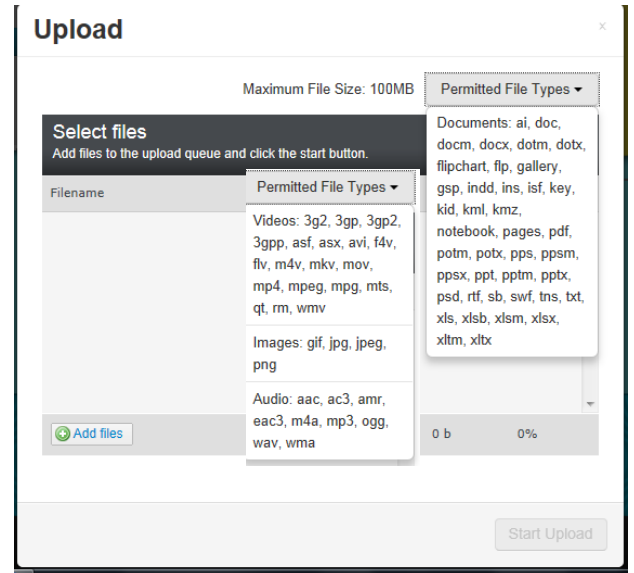 Upload
x
Maximum File Size: 100MB
Permitted File Types
Select files
Add files to the upload queue and click the start button.
Filename
Permitted File Types
Videos: 3g2, 3gp, 3gp2,
3gpp, asf, asx, avi, f4v,
flv, m4v, mkv, mov,
mp4, mpeg, mpg, mts,
qt, rm, wmv
Images: gif, jpg, jpeg,
png
Audio: aac, ac3, amr,
eac3, m4a, mp3, ogg,
wav, wma
Documents: ai, doc,
docm, docx, dotm, dotx,
flipchart, flp, gallery,
gsp, indd, ins, isf, key,
kid, kml, kmz,
notebook, pages, pdf,
potm, potx, pps, ppsm,
ppsx, ppt, pptm, pptx,
psd, rtf, sb, swf, tns, txt,
xls, xlsb, xlsm, xlsx,
xltm, xltx
Add files
0 b
0%
Start Upload